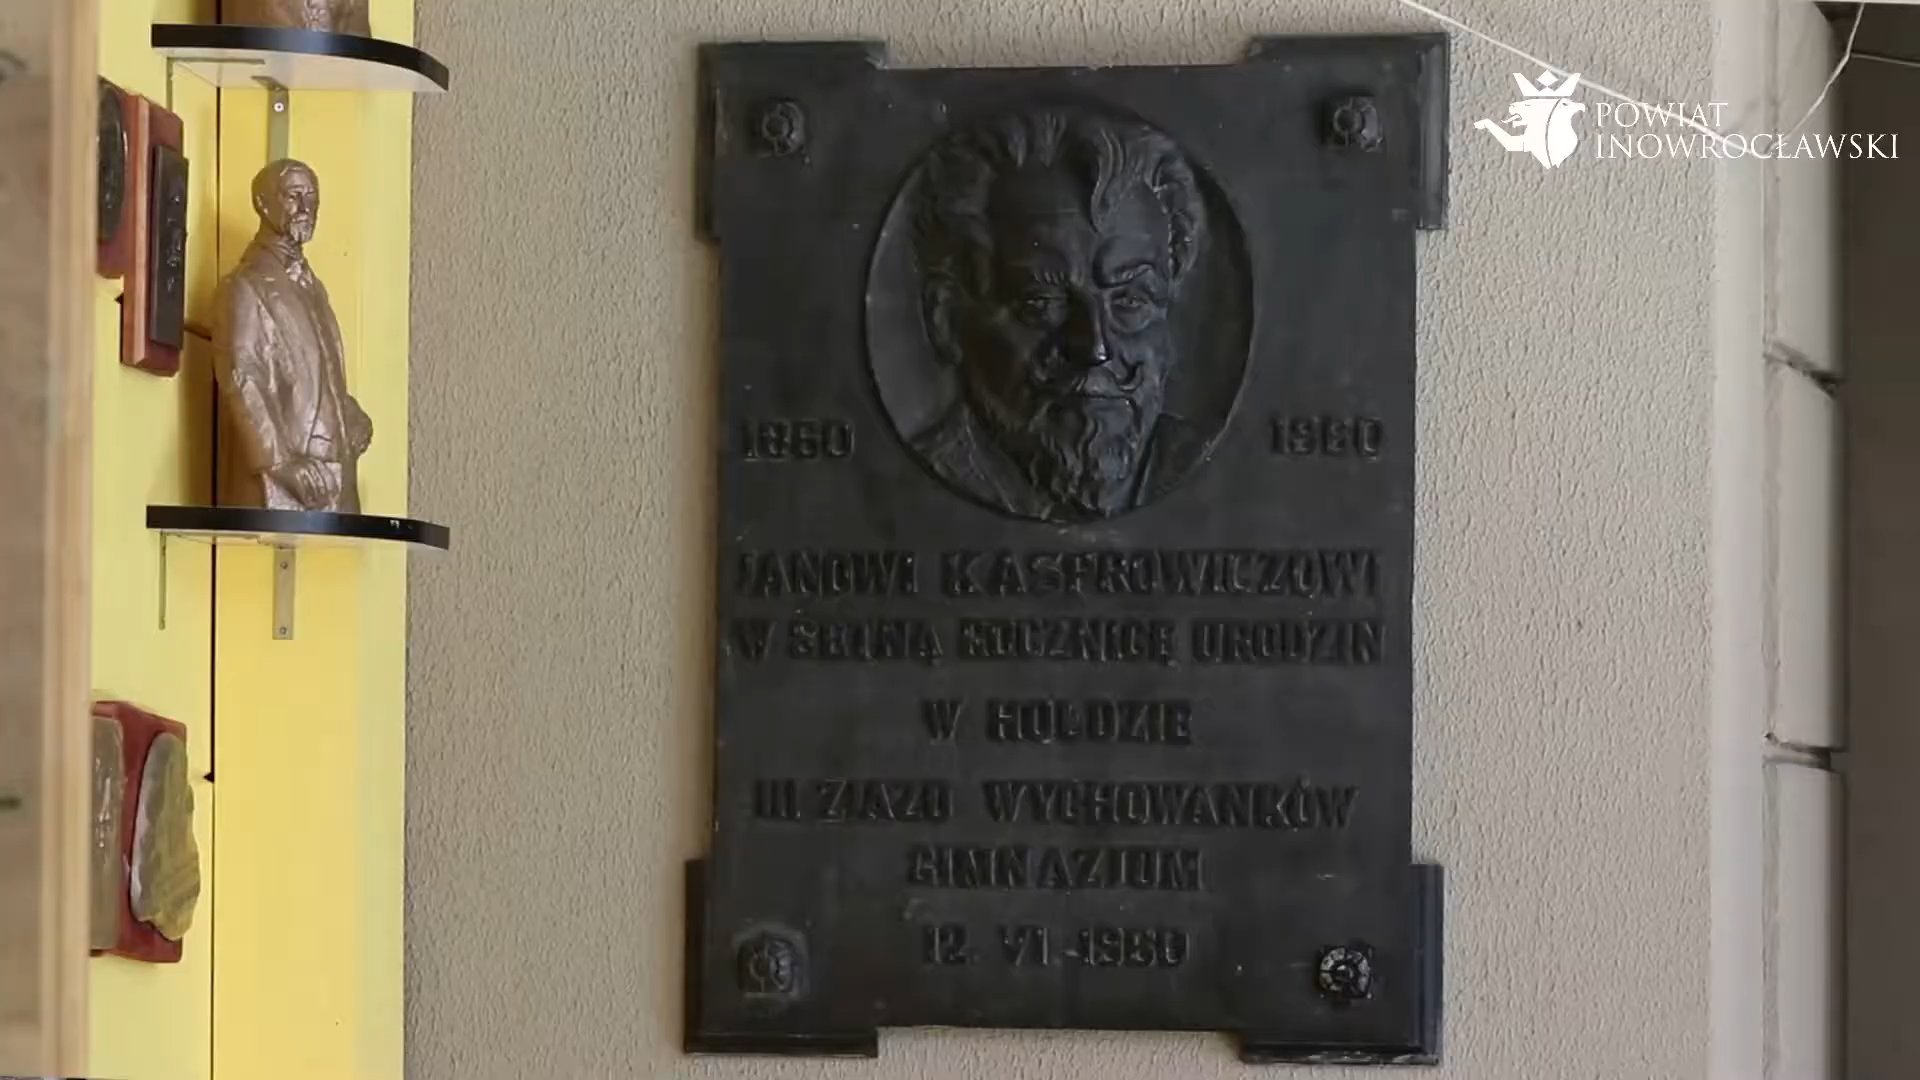 POWIAT
INOWROCŁAWSKI
1860 1960
JANOWI KASPROWICZOWI
W SETNĄ ROCZNICĘ URODZIN
W HOŁDZIE
III ZJAZD WYCHOWANKÓW
GIMNAZJUM
12. VI. 1960